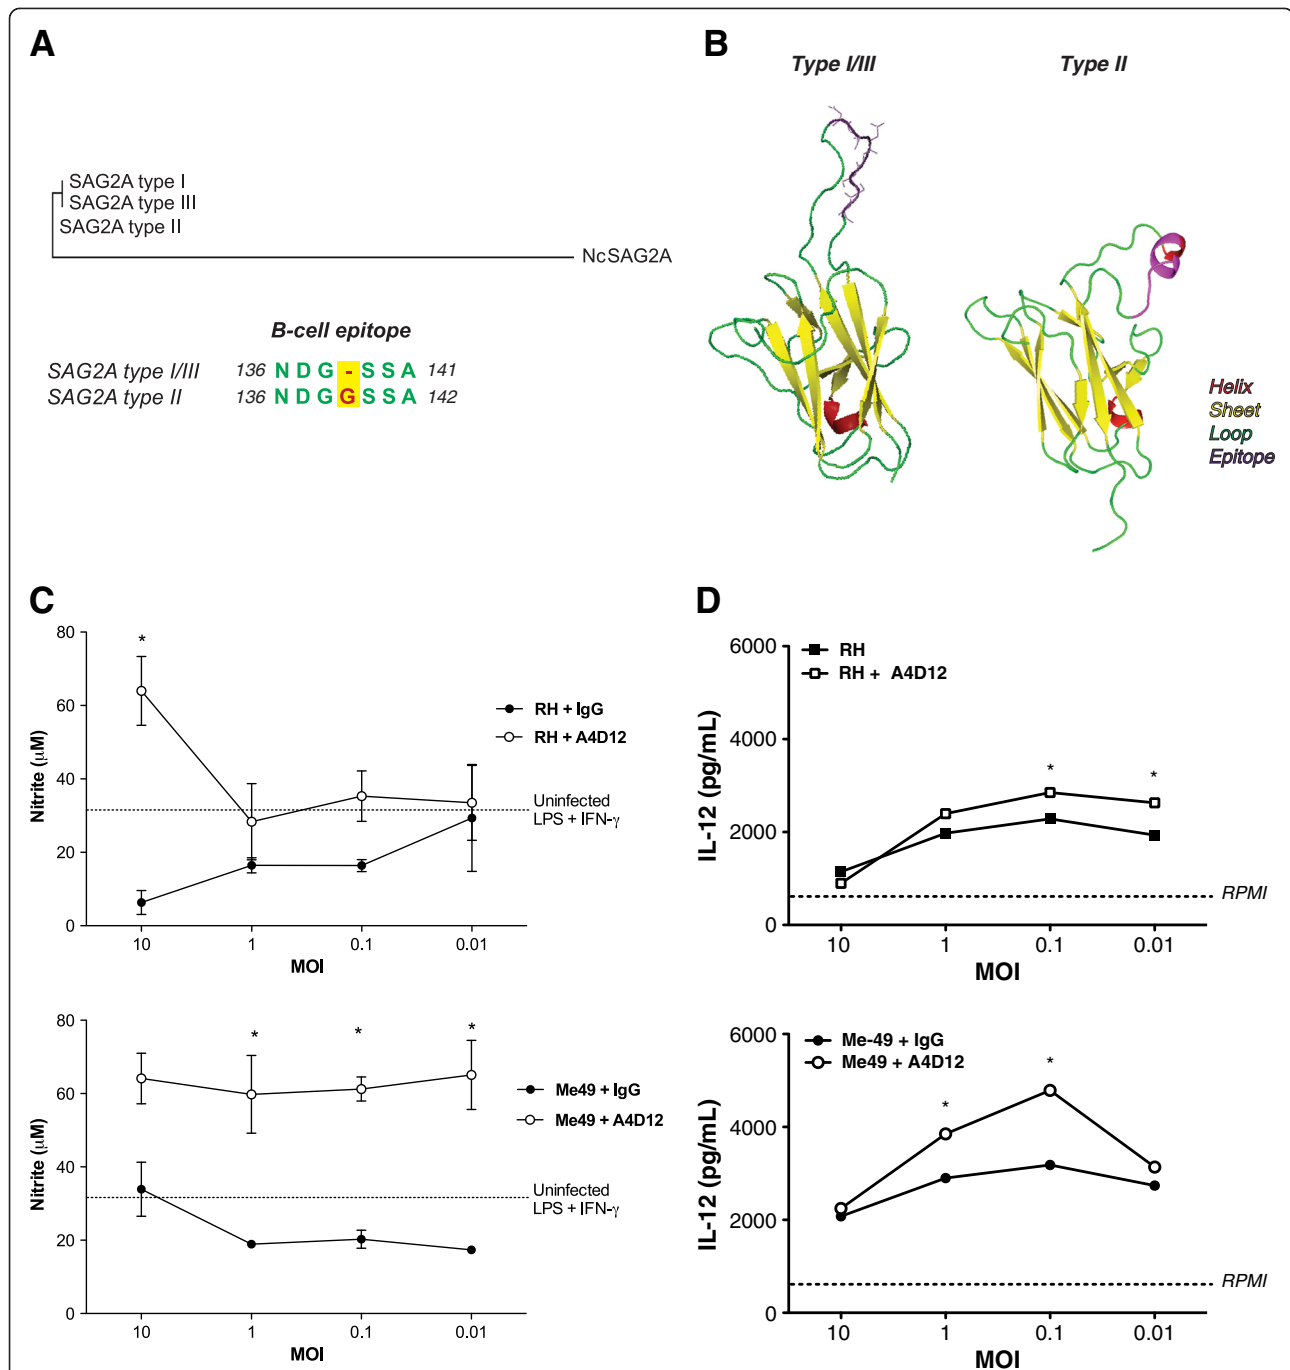 A
SAG2A type I
SAG2A type III
SAG2A type II
NcSAG2A
B-cell epitope
SAG2A type I/III 136 N D G - S S A 141
SAG2A type II 136 N D G G S S A 142
B
Type I/III
Type II
Helix
Sheet
Loop
Epitope
C
80
60
40
20
0
Nitrite (μM)
*
RH + IgG
RH + A4D12
Uninfected
LPS + IFN-γ
10 1 0.1 0.01
MOI
80
60
40
20
0
Nitrite (μM)
* * *
Me49 + IgG
Me49 + A4D12
Uninfected
LPS + IFN-γ
10 1 0.1 0.01
MOI
D
6000
4000
2000
0
IL-12 (pg/mL)
RH
RH + A4D12
* *
RPMI
10 1 0.1 0.01
MOI
6000
4000
2000
0
IL-12 (pg/mL)
Me-49 + IgG
Me49 + A4D12
* *
RPMI
10 1 0.1 0.01
MOI